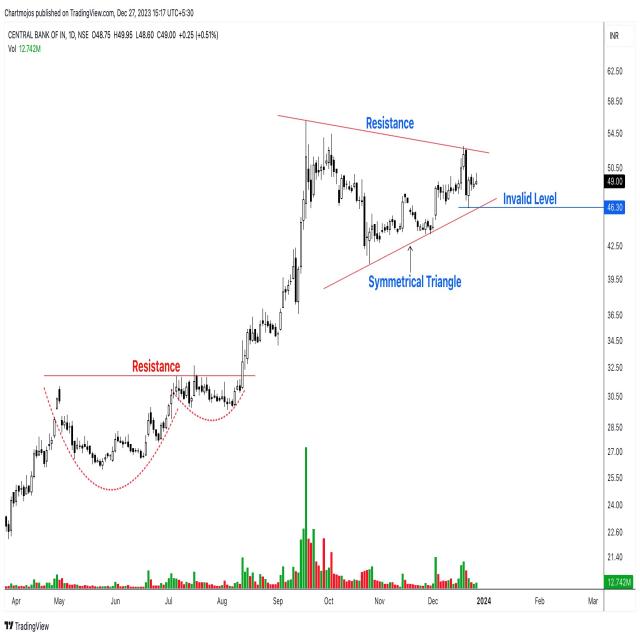 Chartmojos published on TradingView.com, Dec 27, 2023 15:17 UTC+5:30
CENTRAL BANK OF IN, 1D, NSE O48.75 H49.95 L48.60 C49.00 +0.25 (+0.51%)
INR
Vol 12.742M
62.50
58.50
Resistance
54.50
50.50
49.00
Invalid Level
46.30
42.50
Symmetrical Triangle
39.50
36.50
34.50
Resistance
32.50
30.50
28.50
27.00
25.00
24.00
22.60
21.40
12.742M
Apr May Jun Jul Aug Sep Oct Nov Dec 2024 Feb Mar
TradingView